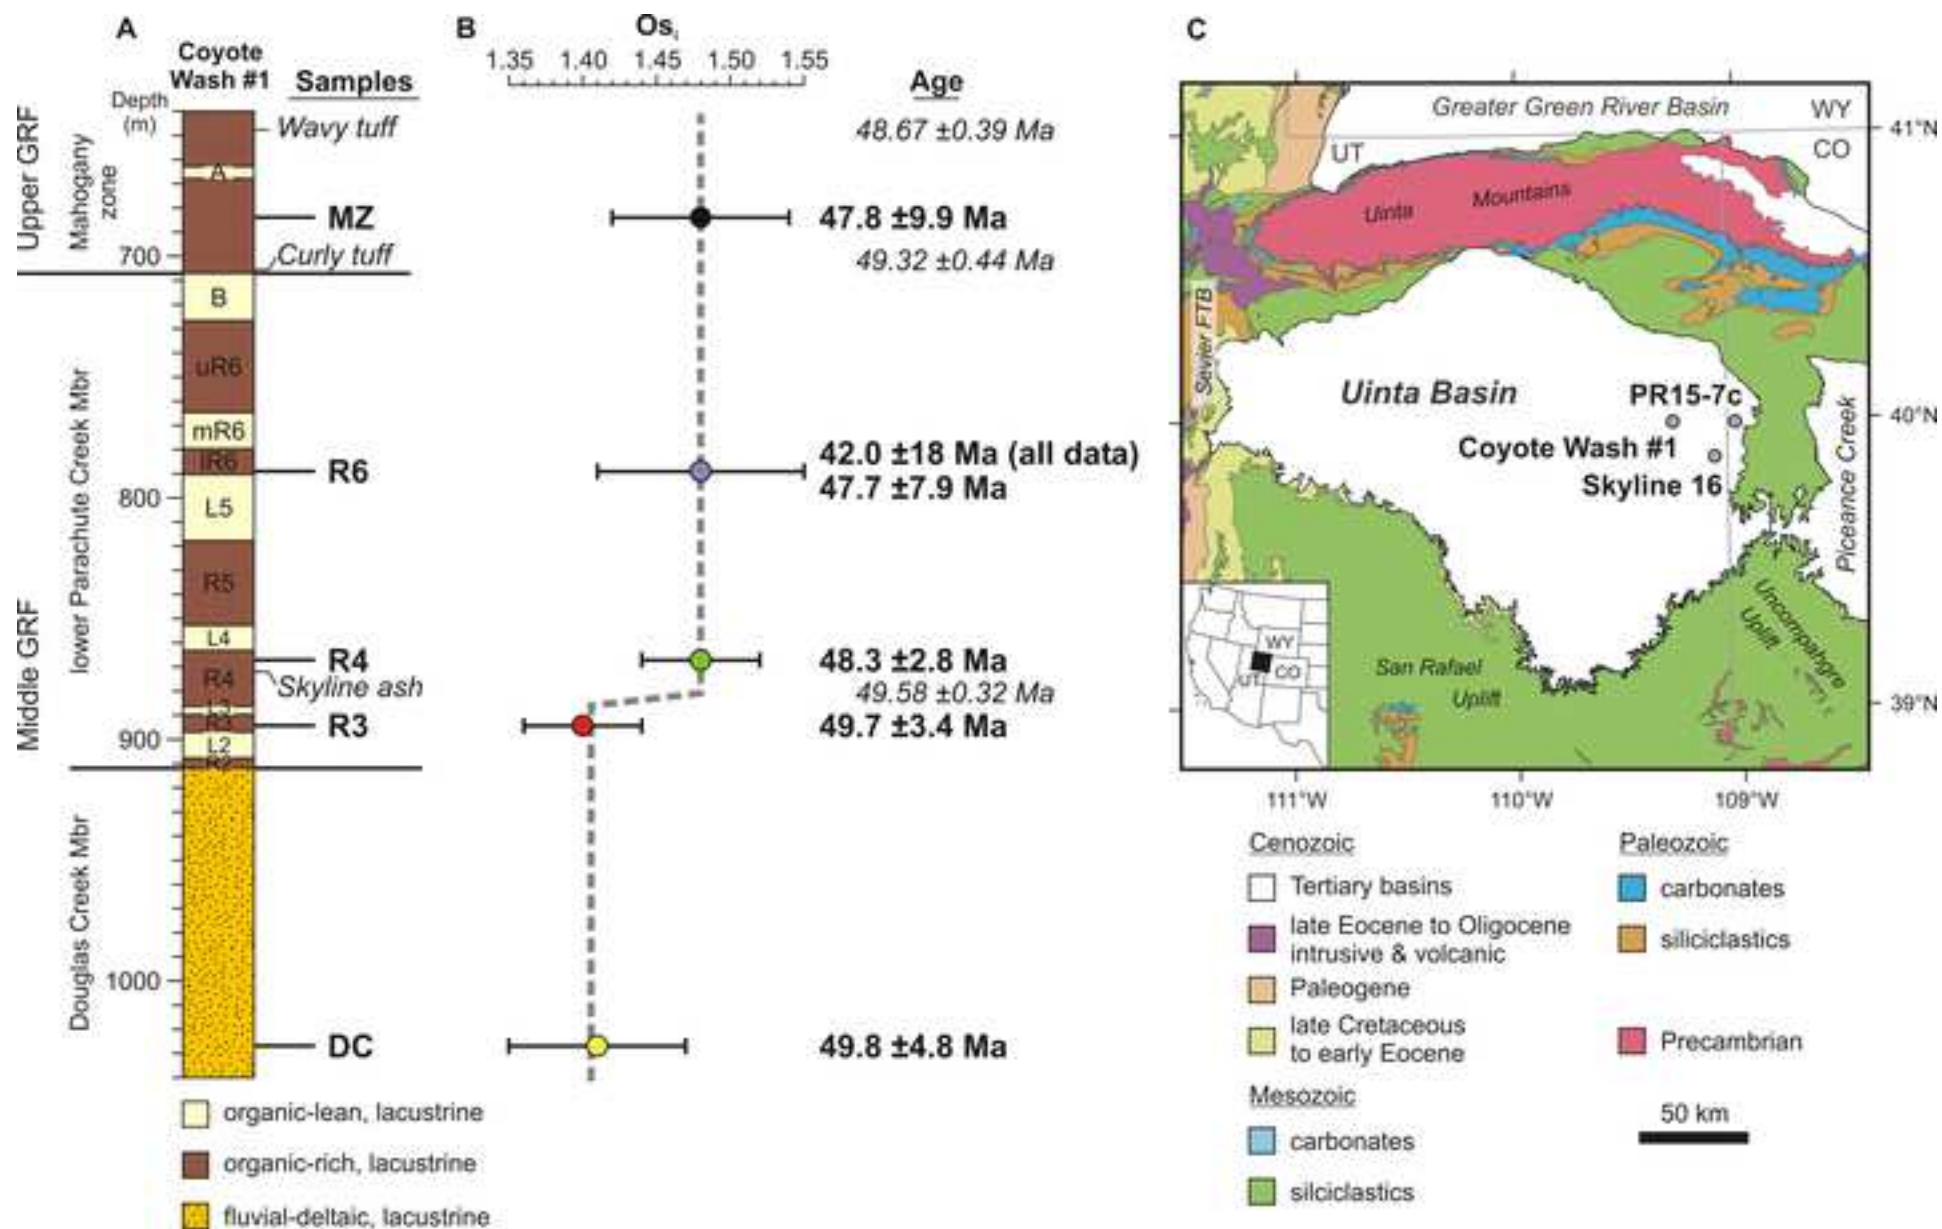 A
Coyote
Wash #1
Samples
Depth
(m)
Upper GRF
Mahogany
zone
Wavy tuff
A
MZ
700
Curly tuff
B
uR6
mR6
lR6
R6
800
L5
R5
lower Parachute Creek Mbr
L4
R4
R4
Skyline ash
L3
R3
R3
Middle GRF
900
L2
R2
Douglas Creek Mbr
1000
DC
organic-lean, lacustrine
organic-rich, lacustrine
fluvial-deltaic, lacustrine
B
Osi
1.35 1.40 1.45 1.50 1.55
Age
48.67 ±0.39 Ma
47.8 ±9.9 Ma
49.32 ±0.44 Ma
42.0 ±18 Ma (all data)
47.7 ±7.9 Ma
48.3 ±2.8 Ma
49.58 ±0.32 Ma
49.7 ±3.4 Ma
49.8 ±4.8 Ma
C
Greater Green River Basin
WY
41°N
UT
CO
Uinta Mountains
Sevier FTB
Uinta Basin
PR15-7c
40°N
Coyote Wash #1
Skyline 16
Piceance Creek
Uncompahgre
Uplift
San Rafael
Uplift
39°N
WY
UT
CO
111°W 110°W 109°W
Cenozoic
Tertiary basins
late Eocene to Oligocene
intrusive & volcanic
Paleogene
late Cretaceous
to early Eocene
Mesozoic
carbonates
silciclastics
Paleozoic
carbonates
siliciclastics
Precambrian
50 km